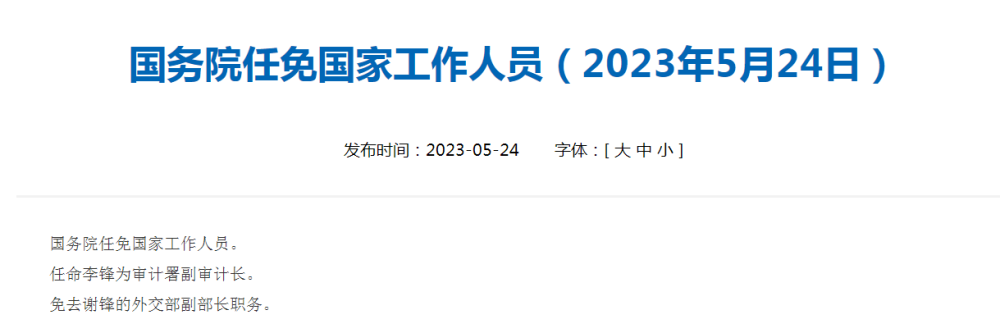 国务院任免国家工作人员（2023年5月24日）
发布时间：2023-05-24 字体：[ 大 中 小 ]
国务院任免国家工作人员。
任命李锋为审计署副审计长。
免去谢锋的外交部副部长职务。